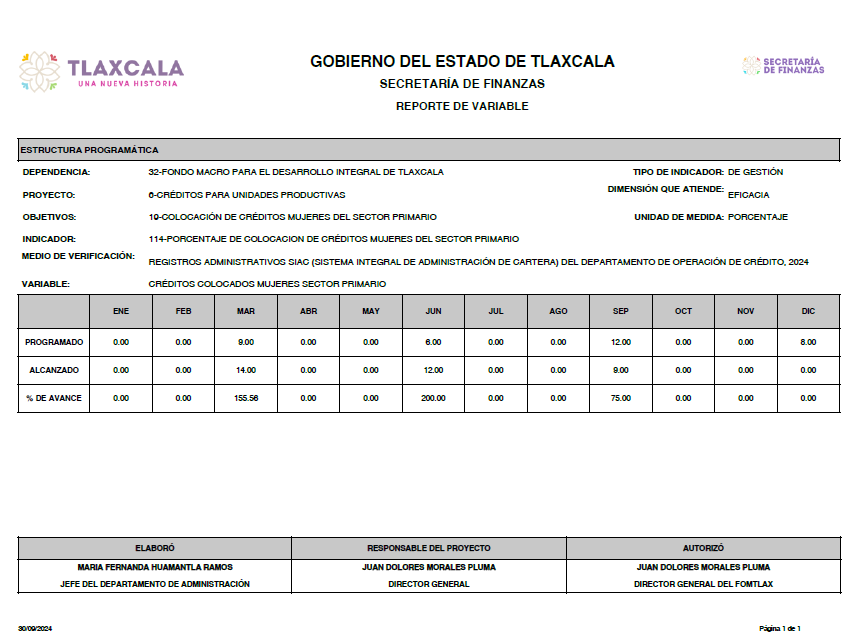 TLAXCALA
UNA NUEVA HISTORIA
GOBIERNO DEL ESTADO DE TLAXCALA
SECRETARÍA DE FINANZAS
REPORTE DE VARIABLE
SECRETARÍA
DE FINANZAS
ESTRUCTURA PROGRAMÁTICA
DEPENDENCIA: 32-FONDO MACRO PARA EL DESARROLLO INTEGRAL DE TLAXCALA TIPO DE INDICADOR: DE GESTIÓN
PROYECTO: 6-CRÉDITOS PARA UNIDADES PRODUCTIVAS DIMENSIÓN QUE ATIENDE: EFICACIA
OBJETIVOS: 19-COLOCACIÓN DE CRÉDITOS MUJERES DEL SECTOR PRIMARIO UNIDAD DE MEDIDA: PORCENTAJE
INDICADOR: 114-PORCENTAJE DE COLOCACION DE CRÉDITOS MUJERES DEL SECTOR PRIMARIO
MEDIO DE VERIFICACIÓN: REGISTROS ADMINISTRATIVOS SIAC (SISTEMA INTEGRAL DE ADMINISTRACIÓN DE CARTERA) DEL DEPARTAMENTO DE OPERACIÓN DE CRÉDITO, 2024
VARIABLE: CRÉDITOS COLOCADOS MUJERES SECTOR PRIMARIO
ENE FEB MAR ABR MAY JUN JUL AGO SEP OCT NOV DIC
PROGRAMADO 0.00 0.00 9.00 0.00 0.00 6.00 0.00 0.00 12.00 0.00 0.00 8.00
ALCANZADO 0.00 0.00 14.00 0.00 0.00 12.00 0.00 0.00 9.00 0.00 0.00 0.00
% DE AVANCE 0.00 0.00 155.56 0.00 0.00 200.00 0.00 0.00 75.00 0.00 0.00 0.00
ELABORÓ RESPONSABLE DEL PROYECTO AUTORIZÓ
MARIA FERNANDA HUAMANTLA RAMOS JUAN DOLORES MORALES PLUMA JUAN DOLORES MORALES PLUMA
JEFE DEL DEPARTAMENTO DE ADMINISTRACIÓN DIRECTOR GENERAL DIRECTOR GENERAL DEL FOMTLAX
30/09/2024 Página 1 de 1